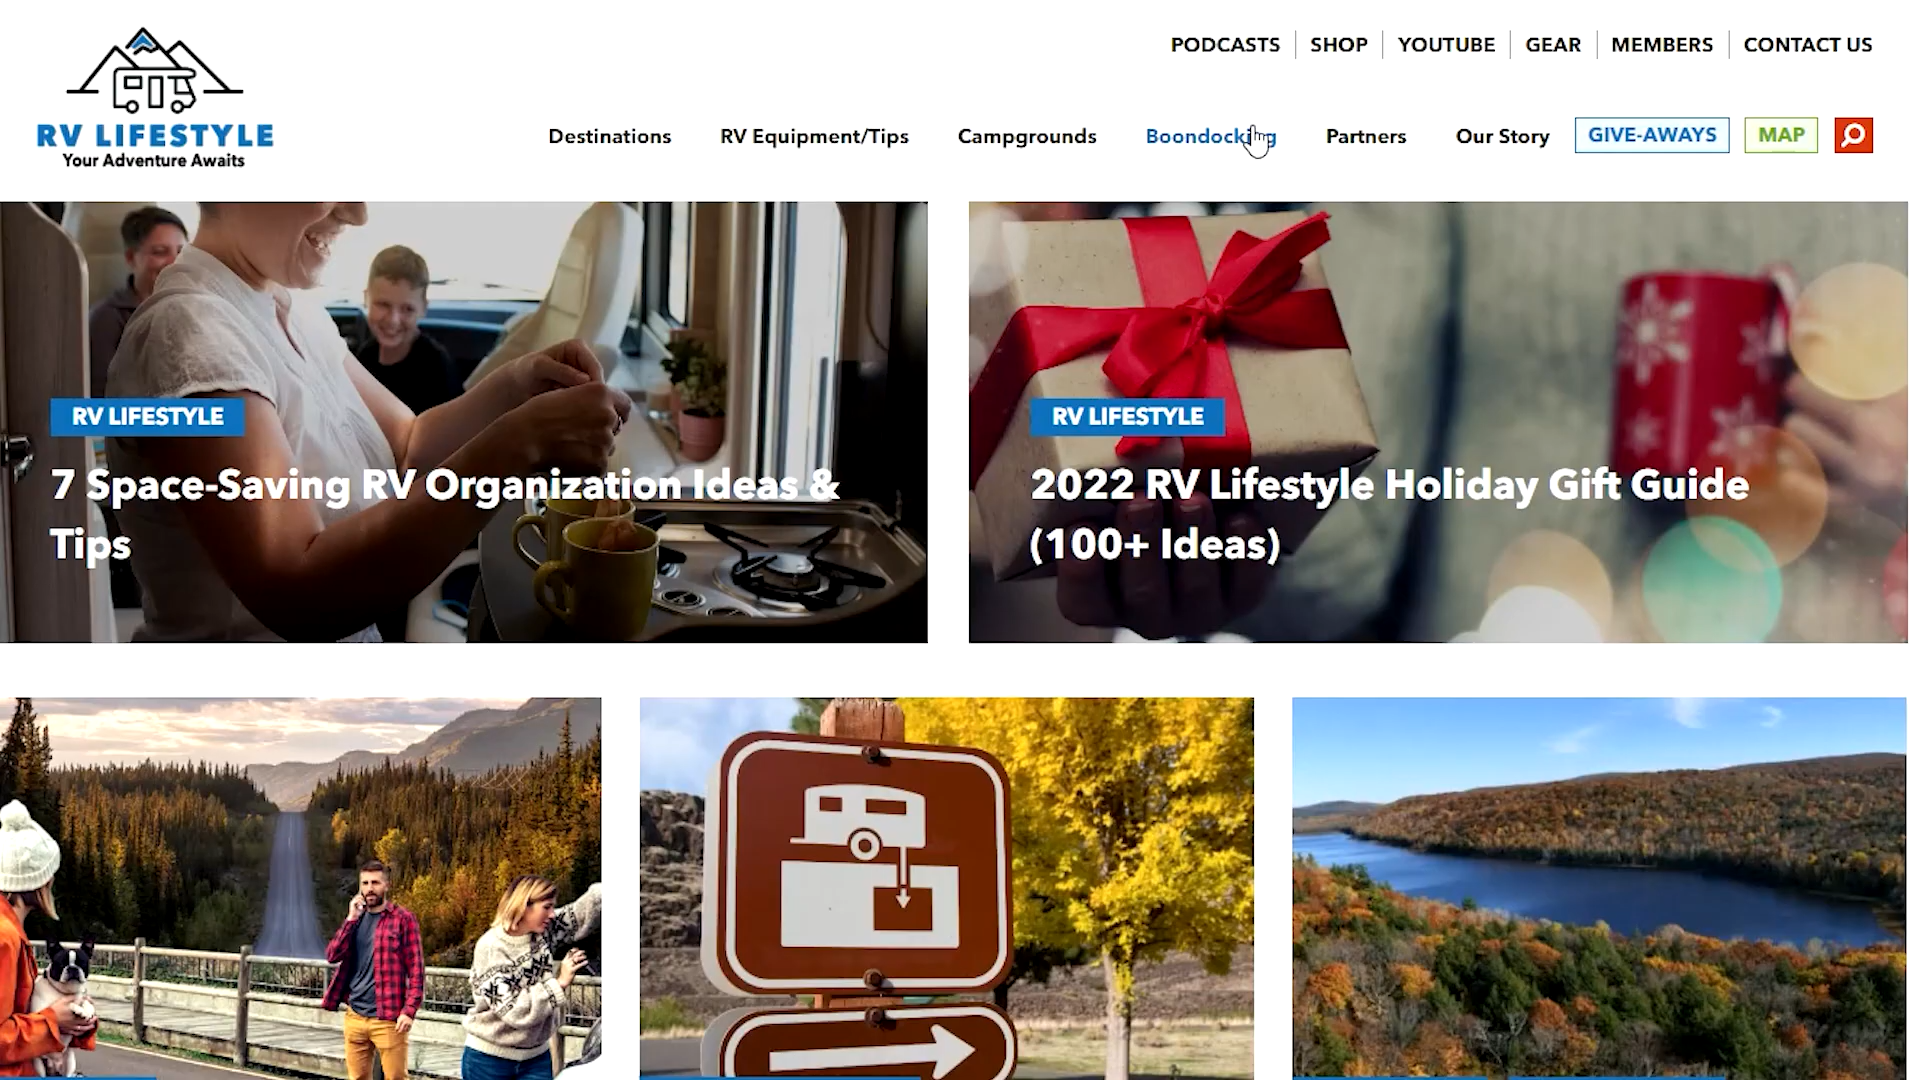 PODCASTS SHOP YOUTUBE GEAR MEMBERS CONTACT US
RV LIFESTYLE
Your Adventure Awaits
Destinations RV Equipment/Tips Campgrounds Boondocking Partners Our Story GIVE-AWAYS MAP
RV LIFESTYLE
7 Space-Saving RV Organization Ideas &
Tips
RV LIFESTYLE
2022 RV Lifestyle Holiday Gift Guide
(100+ Ideas)